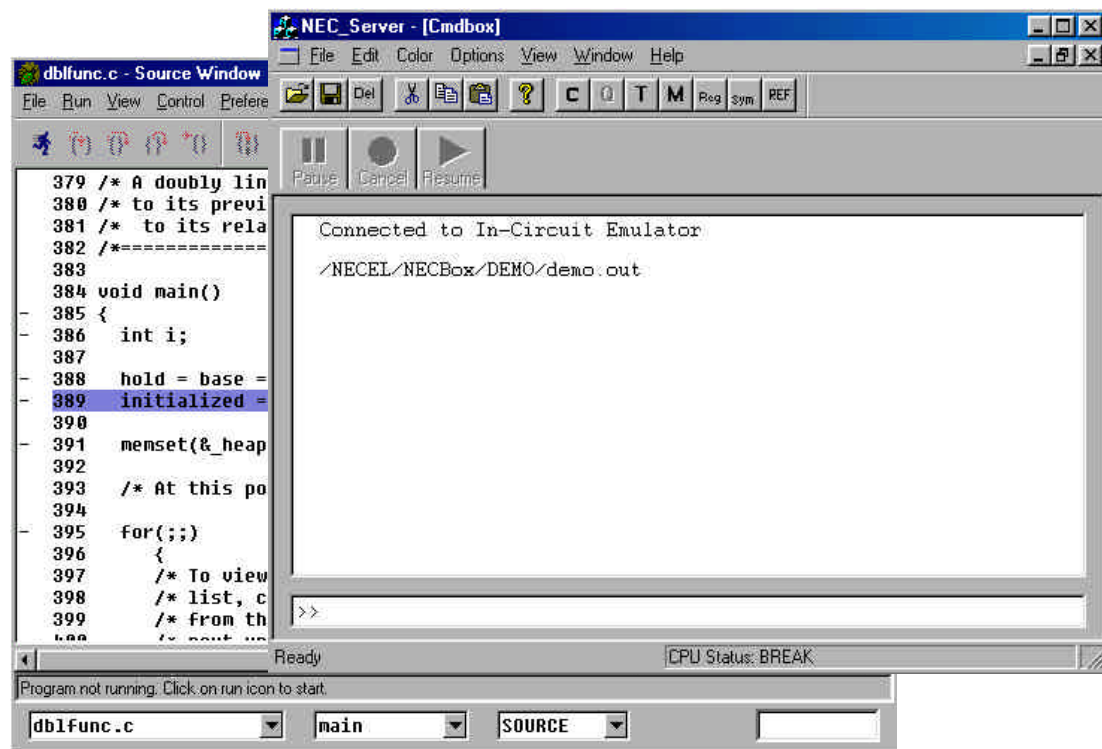 NEC_Server - [Cmdbox]
File Edit Color Options View Window Help
Del ? C Q T M Reg sym REF
Pause Cancel Resume
Connected to In-Circuit Emulator
/NECEL/NECBox/DEMO/demo.out
>>
Ready CPU Status: BREAK
dblfunc.c - Source Window
File Run View Control Prefere
379 /* A doubly lin
380 /* to its previ
381 /*  to its rela
382 /*=============
383
384 void main()
- 385 {
- 386 int i;
387
- 388 hold = base =
- 389 initialized =
390
- 391 memset(&_heap
392
393 /* At this po
394
- 395 for(;;)
396 {
397 /* To view
398 /* list, c
399 /* from th
Program not running. Click on run icon to start.
dblfunc.c main SOURCE